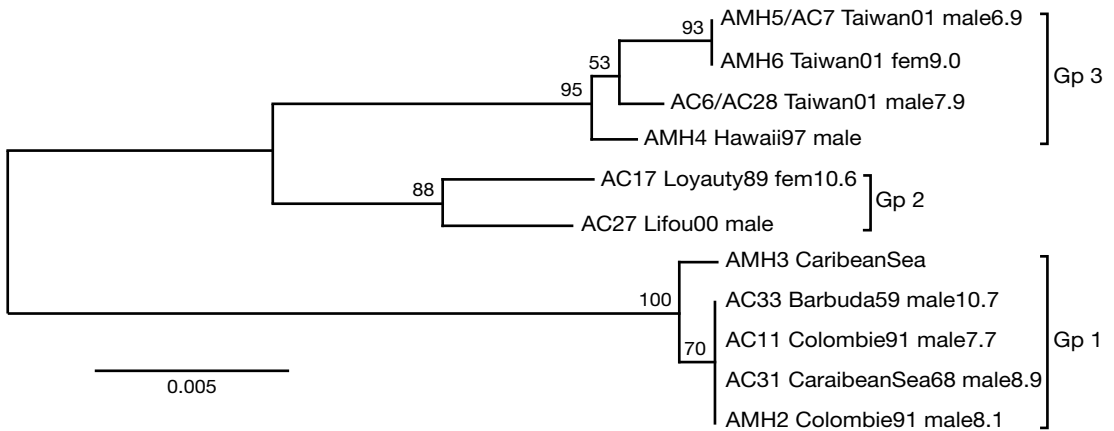 93 AMH5/AC7 Taiwan01 male6.9
AMH6 Taiwan01 fem9.0
53
AC6/AC28 Taiwan01 male7.9
95
AMH4 Hawaii97 male
Gp 3
AC17 Loyauty89 fem10.6
88
AC27 Lifou00 male
Gp 2
AMH3 CaribeanSea
100
AC33 Barbuda59 male10.7
AC11 Colombie91 male7.7
70
AC31 CaraibeanSea68 male8.9
AMH2 Colombie91 male8.1
Gp 1
0.005